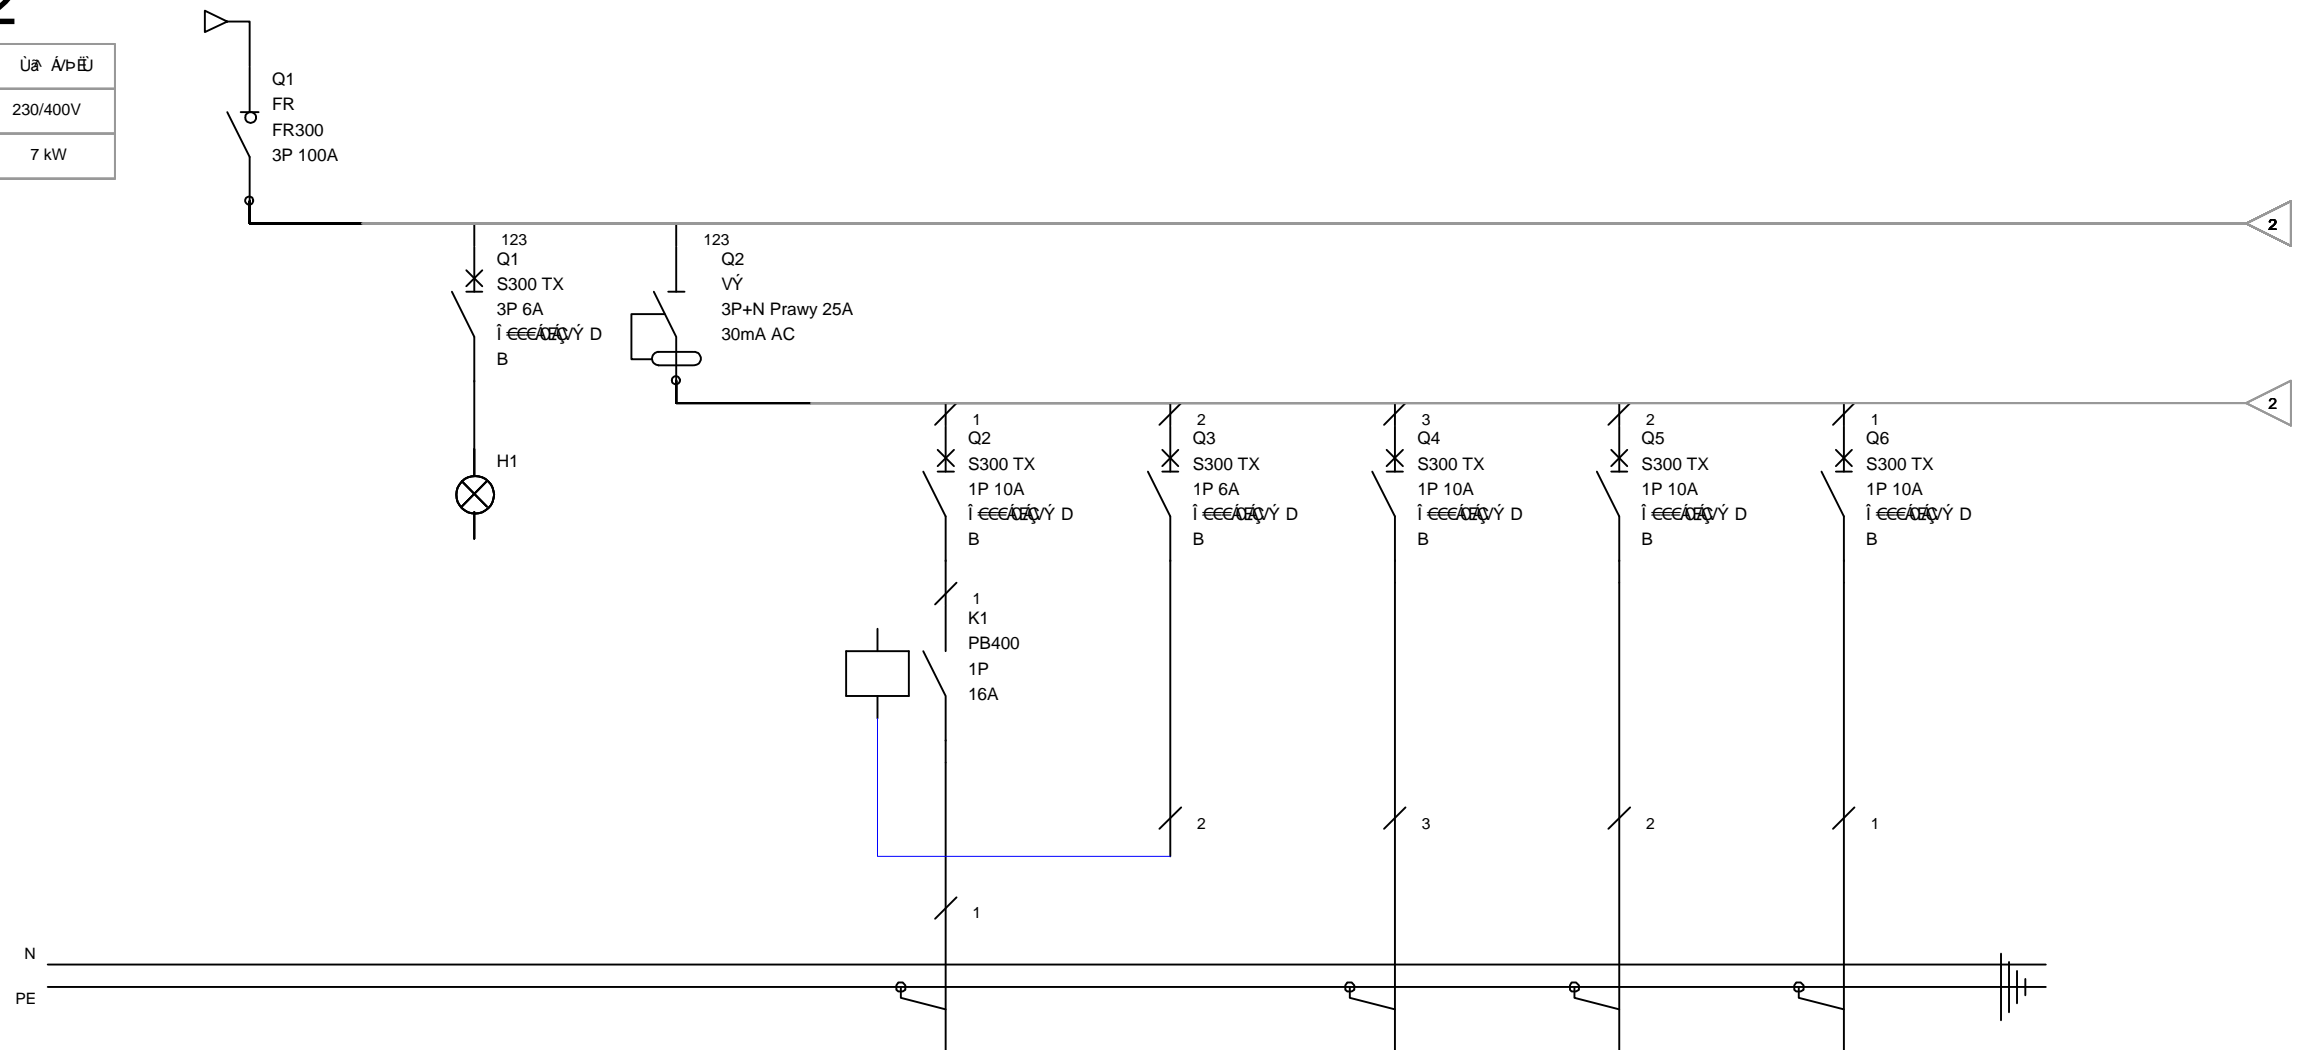 2
230/400V
7 kW
Q1
FR
FR300
3P 100A
2
123
Q1
S300 TX
3P 6A
D
B
123
Q2
VÝ
3P+N Prawy 25A
30mA AC
2
H1
1
Q2
S300 TX
1P 10A
D
B
2
Q3
S300 TX
1P 6A
D
B
3
Q4
S300 TX
1P 10A
D
B
2
Q5
S300 TX
1P 10A
D
B
1
Q6
S300 TX
1P 10A
D
B
1
K1
PB400
1P
16A
2
3
2
1
1
N
PE